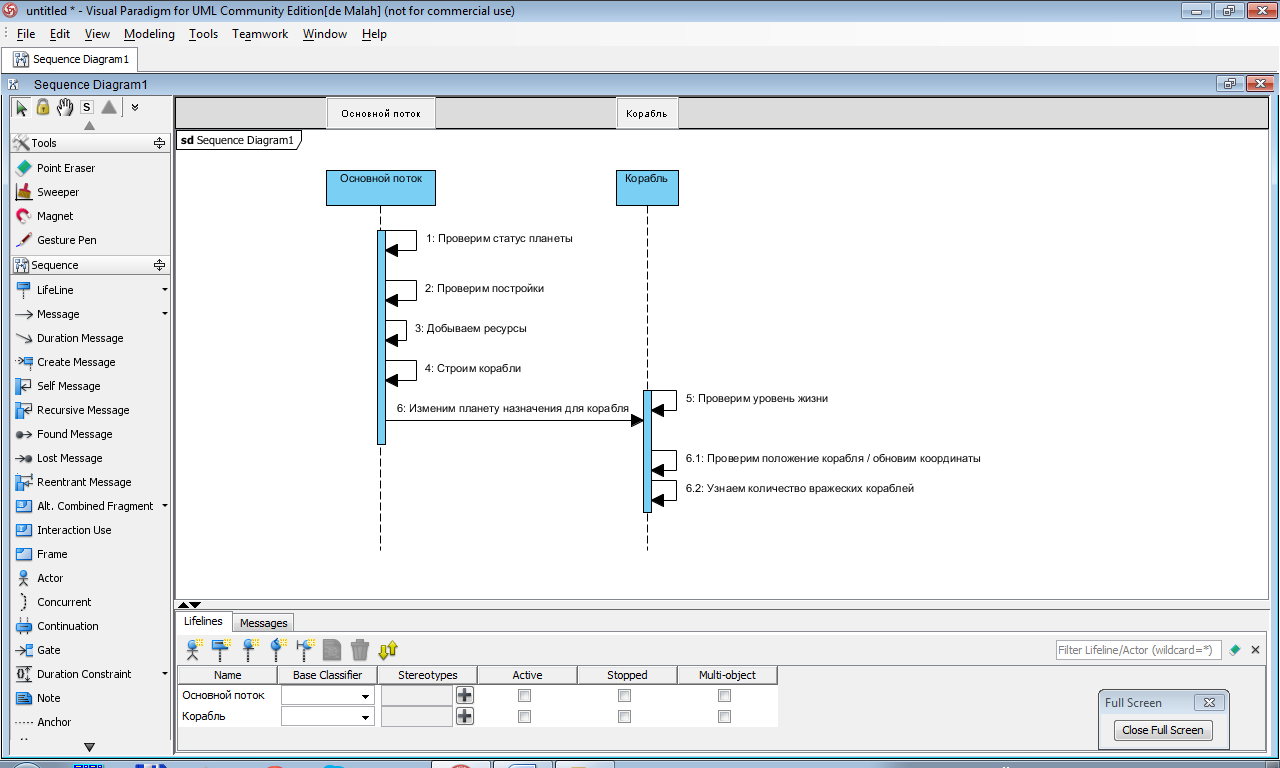 untitled * - Visual Paradigm for UML Community Edition[de Malah] (not for commercial use)
File Edit View Modeling Tools Teamwork Window Help
Sequence Diagram1
Sequence Diagram1
S
Основной поток Корабль
Tools
sd Sequence Diagram1
Point Eraser
Sweeper
Magnet
Gesture Pen
Sequence
LifeLine
Message
Duration Message
Create Message
Self Message
Recursive Message
Found Message
Lost Message
Reentrant Message
Alt. Combined Fragment
Interaction Use
Frame
Actor
Concurrent
Continuation
Gate
Duration Constraint
Note
Anchor
Основной поток Корабль
1: Проверим статус планеты
2: Проверим постройки
3: Добываем ресурсы
4: Строим корабли
5: Проверим уровень жизни
6: Изменим планету назначения для корабля
6.1: Проверим положение корабля / обновим координаты
6.2: Узнаем количество вражеских кораблей
Lifelines Messages
Filter Lifeline/Actor (wildcard=*)
Name Base Classifier Stereotypes Active Stopped Multi-object
Основной поток
Корабль
Full Screen
Close Full Screen